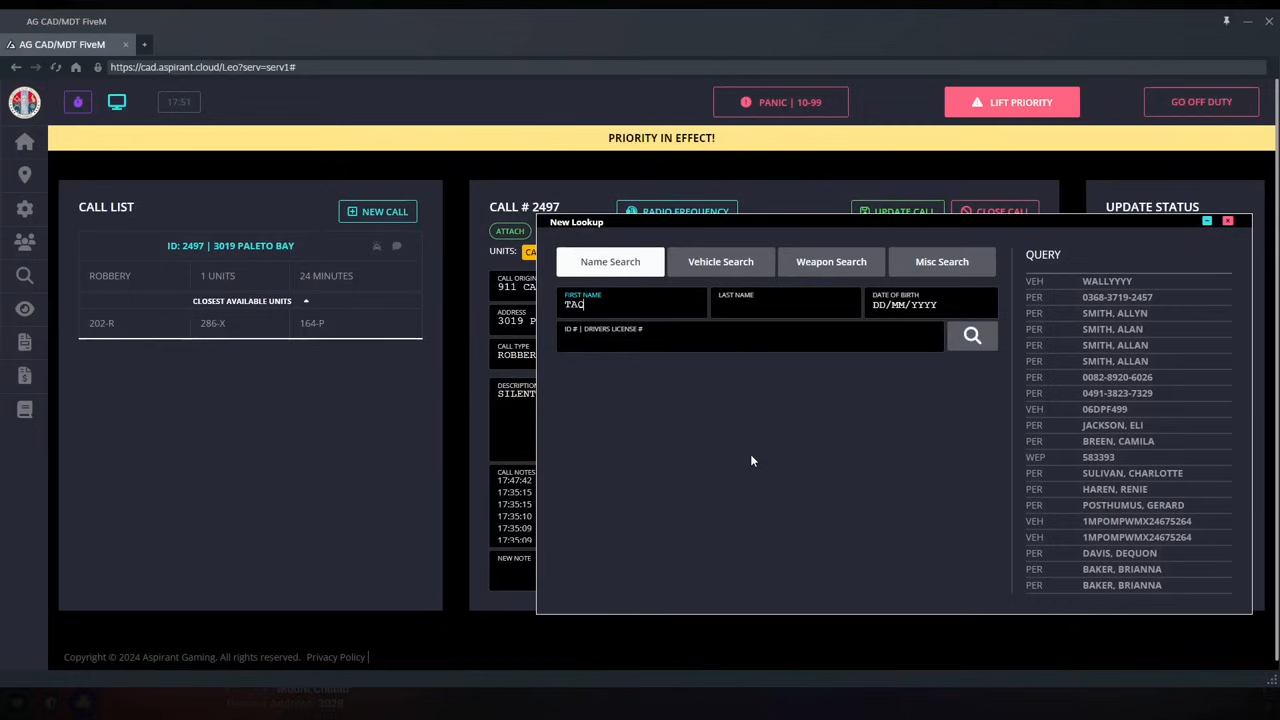 AG CAD/MDT FiveM
AG CAD/MDT FiveM
https://cad.aspirant.cloud/Leo?serv=serv1#
17:51
PANIC | 10-99
LIFT PRIORITY
GO OFF DUTY
PRIORITY IN EFFECT!
CALL LIST
NEW CALL
ID: 2497 | 3019 PALETO BAY
ROBBERY
1 UNITS
24 MINUTES
CLOSEST AVAILABLE UNITS
202-R
286-X
164-P
CALL # 2497
RADIO FREQUENCY
UPDATE CALL
CLOSE CALL
ATTACH
UNITS:
CALL ORIGIN
911 CA
ADDRESS
3019 P
CALL TYPE
ROBBER
DESCRIPTION
SILENT
CALL NOTES
17:47:42
17:35:15
17:35:15
17:35:10
17:35:09
17:35:09
NEW NOTE
UPDATE STATUS
New Lookup
Name Search
Vehicle Search
Weapon Search
Misc Search
FIRST NAME
TAQ
LAST NAME
DATE OF BIRTH
DD/MM/YYYY
ID # | DRIVERS LICENSE #
QUERY
VEH WALLYYYY
PER 0368-3719-2457
PER SMITH, ALLYN
PER SMITH, ALAN
PER SMITH, ALLAN
PER SMITH, ALLAN
PER 0082-8920-6026
PER 0491-3823-7329
VEH 06DPF499
PER JACKSON, ELI
PER BREEN, CAMILA
WEP 583393
PER SULIVAN, CHARLOTTE
PER HAREN, RENIE
PER POSTHUMUS, GERARD
VEH 1MPOMPWMX24675264
VEH 1MPOMPWMX24675264
PER DAVIS, DEQUON
PER BAKER, BRIANNA
PER BAKER, BRIANNA
Copyright © 2024 Aspirant Gaming. All rights reserved. Privacy Policy |